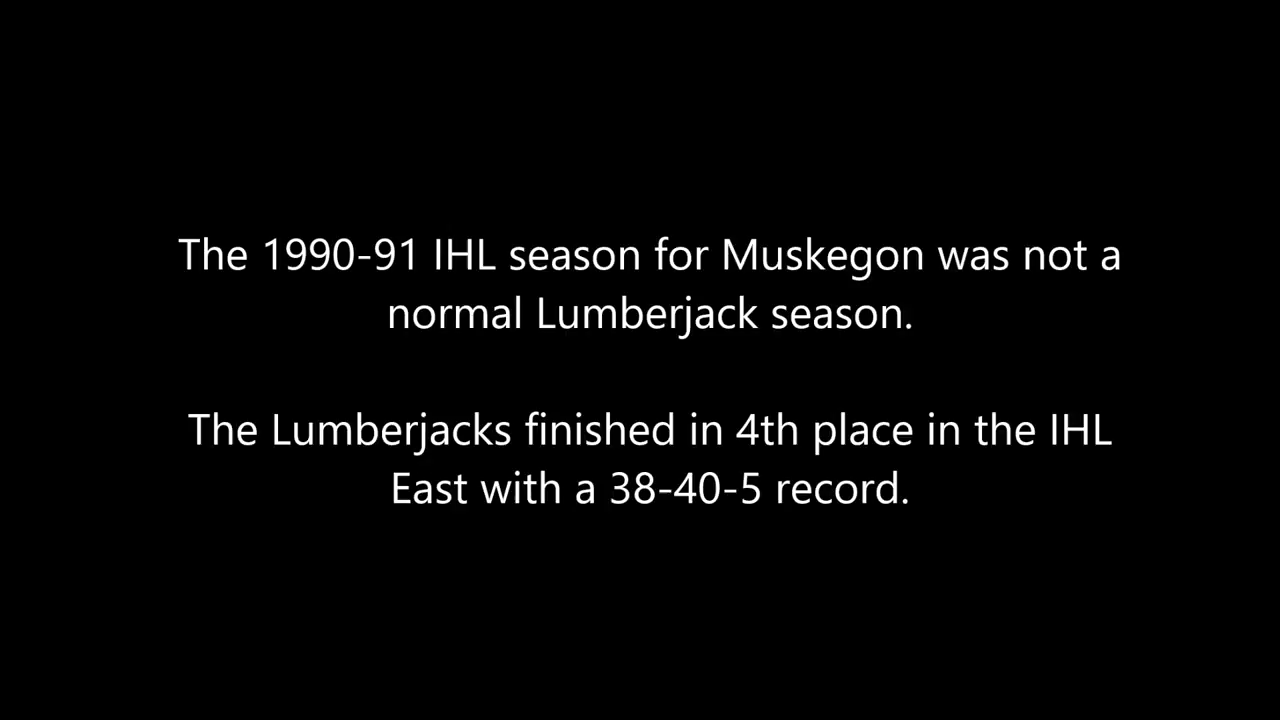 The 1990-91 IHL season for Muskegon was not a
normal Lumberjack season.
The Lumberjacks finished in 4th place in the IHL
East with a 38-40-5 record.